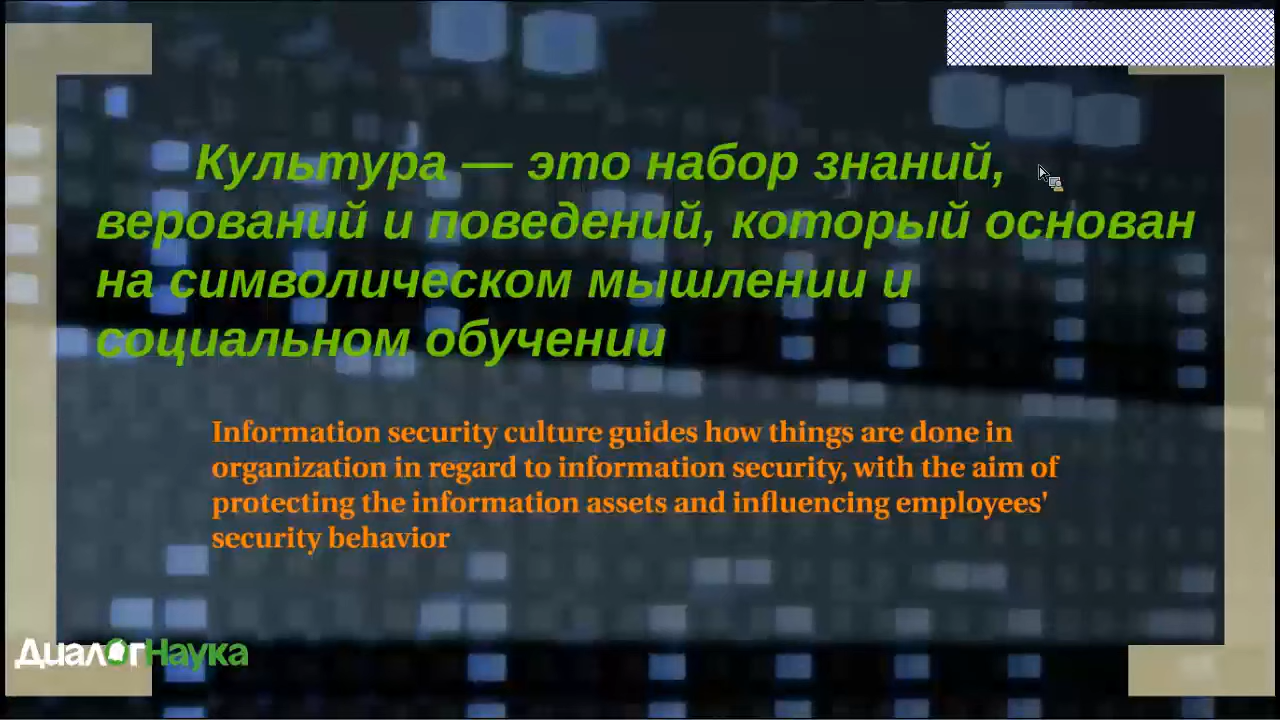 Культура — это набор знаний,
верований и поведений, который основан
на символическом мышлении и
социальном обучении
Information security culture guides how things are done in
organization in regard to information security, with the aim of
protecting the information assets and influencing employees'
security behavior
ДиалогНаука